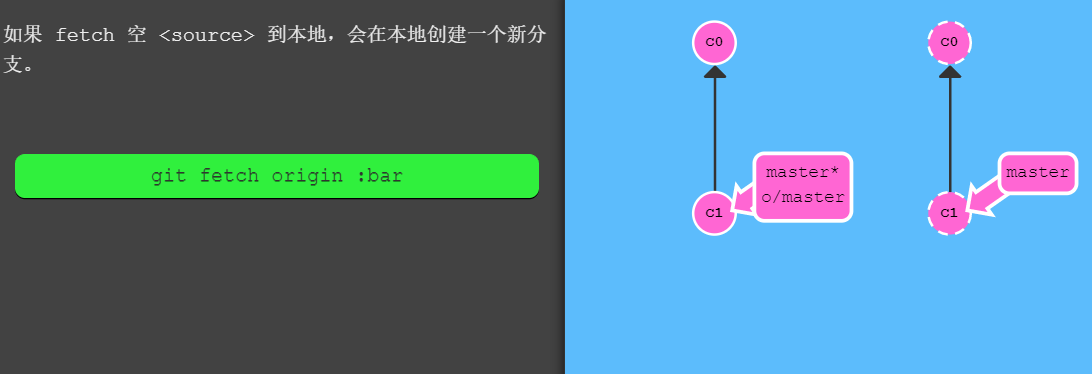 如果 fetch 空 <source> 到本地，会在本地创建一个新分
支。
git fetch origin :bar
C0
C0
master*
o/master
master
C1
C1